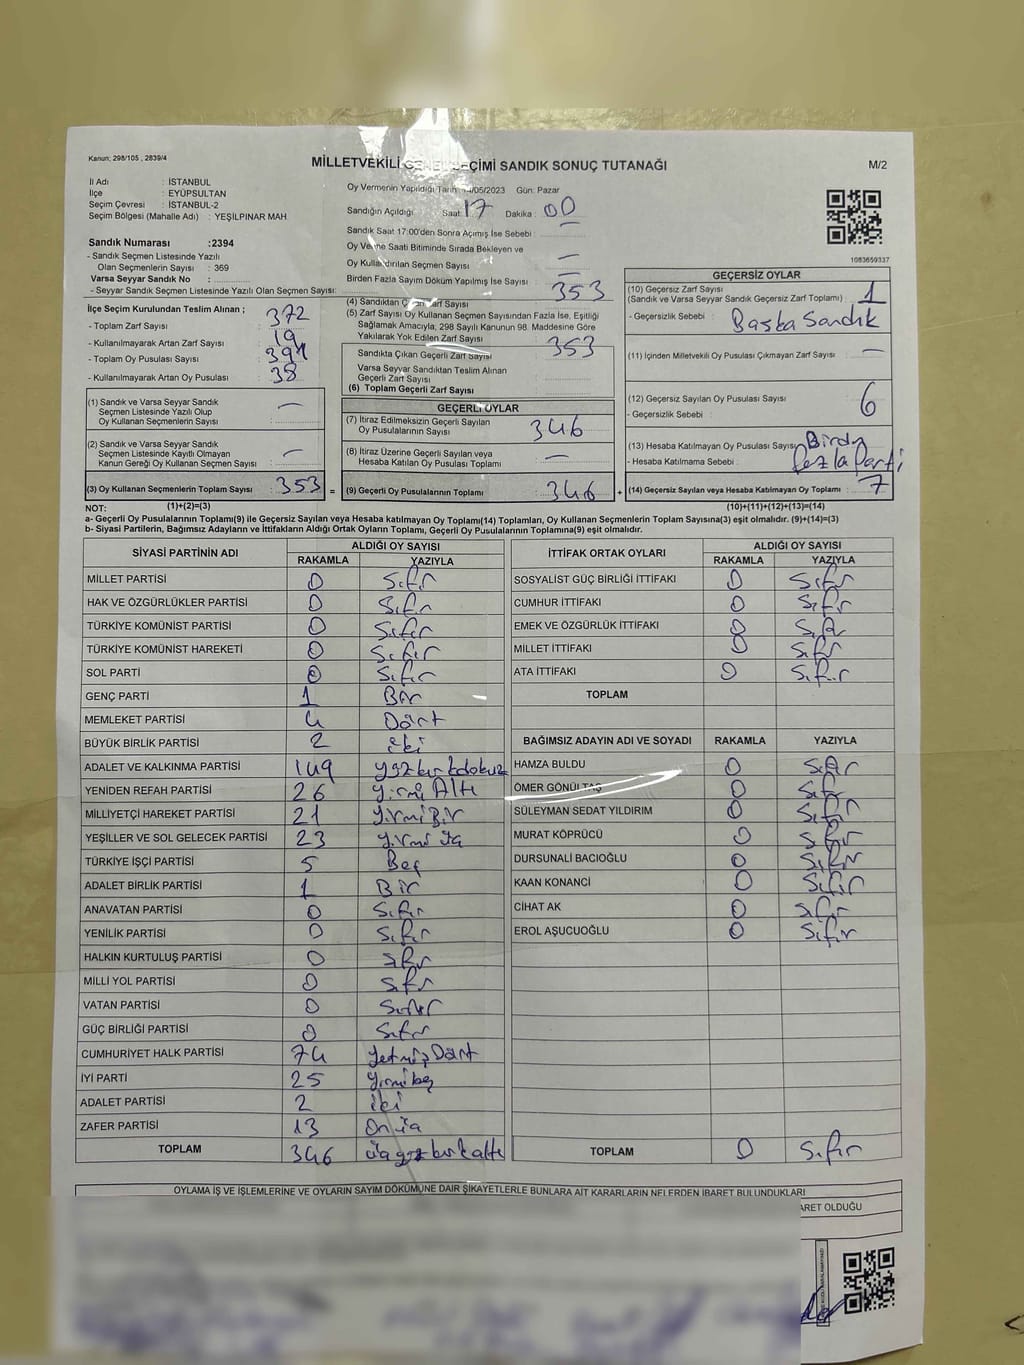 Kanun; 298/105 , 2839/4
MİLLETVEKİLİ GENEL SEÇİMİ SANDIK SONUÇ TUTANAĞI
M/2
İl Adı : İSTANBUL
İlçe : EYÜPSULTAN
Seçim Çevresi : İSTANBUL-2
Seçim Bölgesi (Mahalle Adı) : YEŞİLPINAR MAH.
Sandık Numarası :2394
- Sandık Seçmen Listesinde Yazılı
Olan Seçmenlerin Sayısı : 369
Varsa Seyyar Sandık No :
- Seyyar Sandık Seçmen Listesinde Yazılı Olan Seçmen Sayısı:
Oy Vermenin Yapıldığı Tarih: 14/05/2023 Gün: Pazar
Sandığın Açıldığı Saat: 17 Dakika : 00
Sandık Saat 17:00'den Sonra Açımış İse Sebebi :
Oy Verme Saati Bitiminde Sırada Bekleyen ve
Oy Kullandırılan Seçmen Sayısı —
Birden Fazla Sayım Döküm Yapılmış İse Sayısı : —
1083659337
İlçe Seçim Kurulundan Teslim Alınan ;
- Toplam Zarf Sayısı : 372
- Kullanılmayarak Artan Zarf Sayısı : 19
- Toplam Oy Pusulası Sayısı : 391
- Kullanılmayarak Artan Oy Pusulası : 38
(1) Sandık ve Varsa Seyyar Sandık
Seçmen Listesinde Yazılı Olup
Oy Kullanan Seçmen Sayısı : —
(2) Sandık ve Varsa Seyyar Sandık
Seçmen Listesinde Kayıtlı Olmayan
Kanun Gereği Oy Kullanan Seçmen Sayısı : —
(3) Oy Kullanan Seçmenlerin Toplam Sayısı : 353 =
(1)+(2)=(3)
(4) Sandıktan Çıkan Zarf Sayısı 353
(5) Zarf Sayısı Oy Kullanan Seçmen Sayısından Fazla İse, Eşitliği
Sağlamak Amacıyla, 298 Sayılı Kanunun 98. Maddesine Göre
Yakılarak Yok Edilen Zarf Sayısı :
Sandıkta Çıkan Geçerli Zarf Sayısı : 353
Varsa Seyyar Sandıktan Teslim Alınan
Geçerli Zarf Sayısı :
(6) Toplam Geçerli Zarf Sayısı
GEÇERLİ OYLAR
(7) İtiraz Edilmeksizin Geçerli Sayılan
Oy Pusulalarının Sayısı : 346
(8) İtiraz Üzerine Geçerli Sayılan veya
Hesaba Katılan Oy Pusulası Toplamı : —
(9) Geçerli Oy Pusulalarının Toplamı : 346 +
GEÇERSİZ OYLAR
(10) Geçersiz Zarf Sayısı
(Sandık ve Varsa Seyyar Sandık Geçersiz Zarf Toplamı) : 1
- Geçersizlik Sebebi : Başka Sandık
(11) İçinden Milletvekili Oy Pusulası Çıkmayan Zarf Sayısı : —
(12) Geçersiz Sayılan Oy Pusulası Sayısı : 6
- Geçersizlik Sebebi :
(13) Hesaba Katılmayan Oy Pusulası Sayısı : Birden
- Hesaba Katılmama Sebebi : fazla Parti
(14) Geçersiz Sayılan veya Hesaba Katılmayan Oy Toplamı : 7
(10)+(11)+(12)+(13)=(14)
NOT:
a- Geçerli Oy Pusulalarının Toplamı(9) ile Geçersiz Sayılan veya Hesaba katılmayan Oy Toplamı(14) Toplamları, Oy Kullanan Seçmenlerin Toplam Sayısına(3) eşit olmalıdır. (9)+(14)=(3)
b- Siyasi Partilerin, Bağımsız Adayların ve İttifakların Aldığı Ortak Oyların Toplamı, Geçerli Oy Pusulalarının Toplamına(9) eşit olmalıdır.
SİYASİ PARTİNİN ADI ALDIĞI OY SAYISI
RAKAMLA YAZIYLA
MİLLET PARTİSİ 0 Sıfır
HAK VE ÖZGÜRLÜKLER PARTİSİ 0 Sıfır
TÜRKİYE KOMÜNİST PARTİSİ 0 Sıfır
TÜRKİYE KOMÜNİST HAREKETİ 0 Sıfır
SOL PARTİ 0 Sıfır
GENÇ PARTİ 1 Bir
MEMLEKET PARTİSİ 4 Dört
BÜYÜK BİRLİK PARTİSİ 2 iki
ADALET VE KALKINMA PARTİSİ 149 yüzkırkdokuz
YENİDEN REFAH PARTİSİ 26 yirmi Altı
MİLLİYETÇİ HAREKET PARTİSİ 21 yirmi Bir
YEŞİLLER VE SOL GELECEK PARTİSİ 23 yirmi üç
TÜRKİYE İŞÇİ PARTİSİ 5 Beş
ADALET BİRLİK PARTİSİ 1 Bir
ANAVATAN PARTİSİ 0 Sıfır
YENİLİK PARTİSİ 0 Sıfır
HALKIN KURTULUŞ PARTİSİ 0 sıfır
MİLLİ YOL PARTİSİ 0 sıfır
VATAN PARTİSİ 0 Sıfır
GÜÇ BİRLİĞİ PARTİSİ 0 Sıfır
CUMHURİYET HALK PARTİSİ 74 yetmiş Dört
İYİ PARTİ 25 yirmi beş
ADALET PARTİSİ 2 iki
ZAFER PARTİSİ 13 On üç
TOPLAM 346 üçyüzkırkaltı
İTTİFAK ORTAK OYLARI ALDIĞI OY SAYISI
RAKAMLA YAZIYLA
SOSYALİST GÜÇ BİRLİĞİ İTTİFAKI 0 Sıfır
CUMHUR İTTİFAKI 0 Sıfır
EMEK VE ÖZGÜRLÜK İTTİFAKI 0 Sıfır
MİLLET İTTİFAKI 0 Sıfır
ATA İTTİFAKI 0 Sıfır
TOPLAM
BAĞIMSIZ ADAYIN ADI VE SOYADI RAKAMLA YAZIYLA
HAMZA BULDU 0 Sıfır
ÖMER GÖNÜLTAŞ 0 Sıfır
SÜLEYMAN SEDAT YILDIRIM 0 Sıfır
MURAT KÖPRÜCÜ 0 Sıfır
DURSUNALİ BACIOĞLU 0 Sıfır
KAAN KONANCİ 0 Sıfır
CİHAT AK 0 sıfır
EROL AŞUCUOĞLU 0 Sıfır
TOPLAM 0 Sıfır
OYLAMA İŞ VE İŞLEMLERİNE VE OYLARIN SAYIM DÖKÜMÜNE DAİR ŞİKAYETLERLE BUNLARA AİT KARARLARIN NELERDEN İBARET BULUNDUKLARI
ARET OLDUĞU